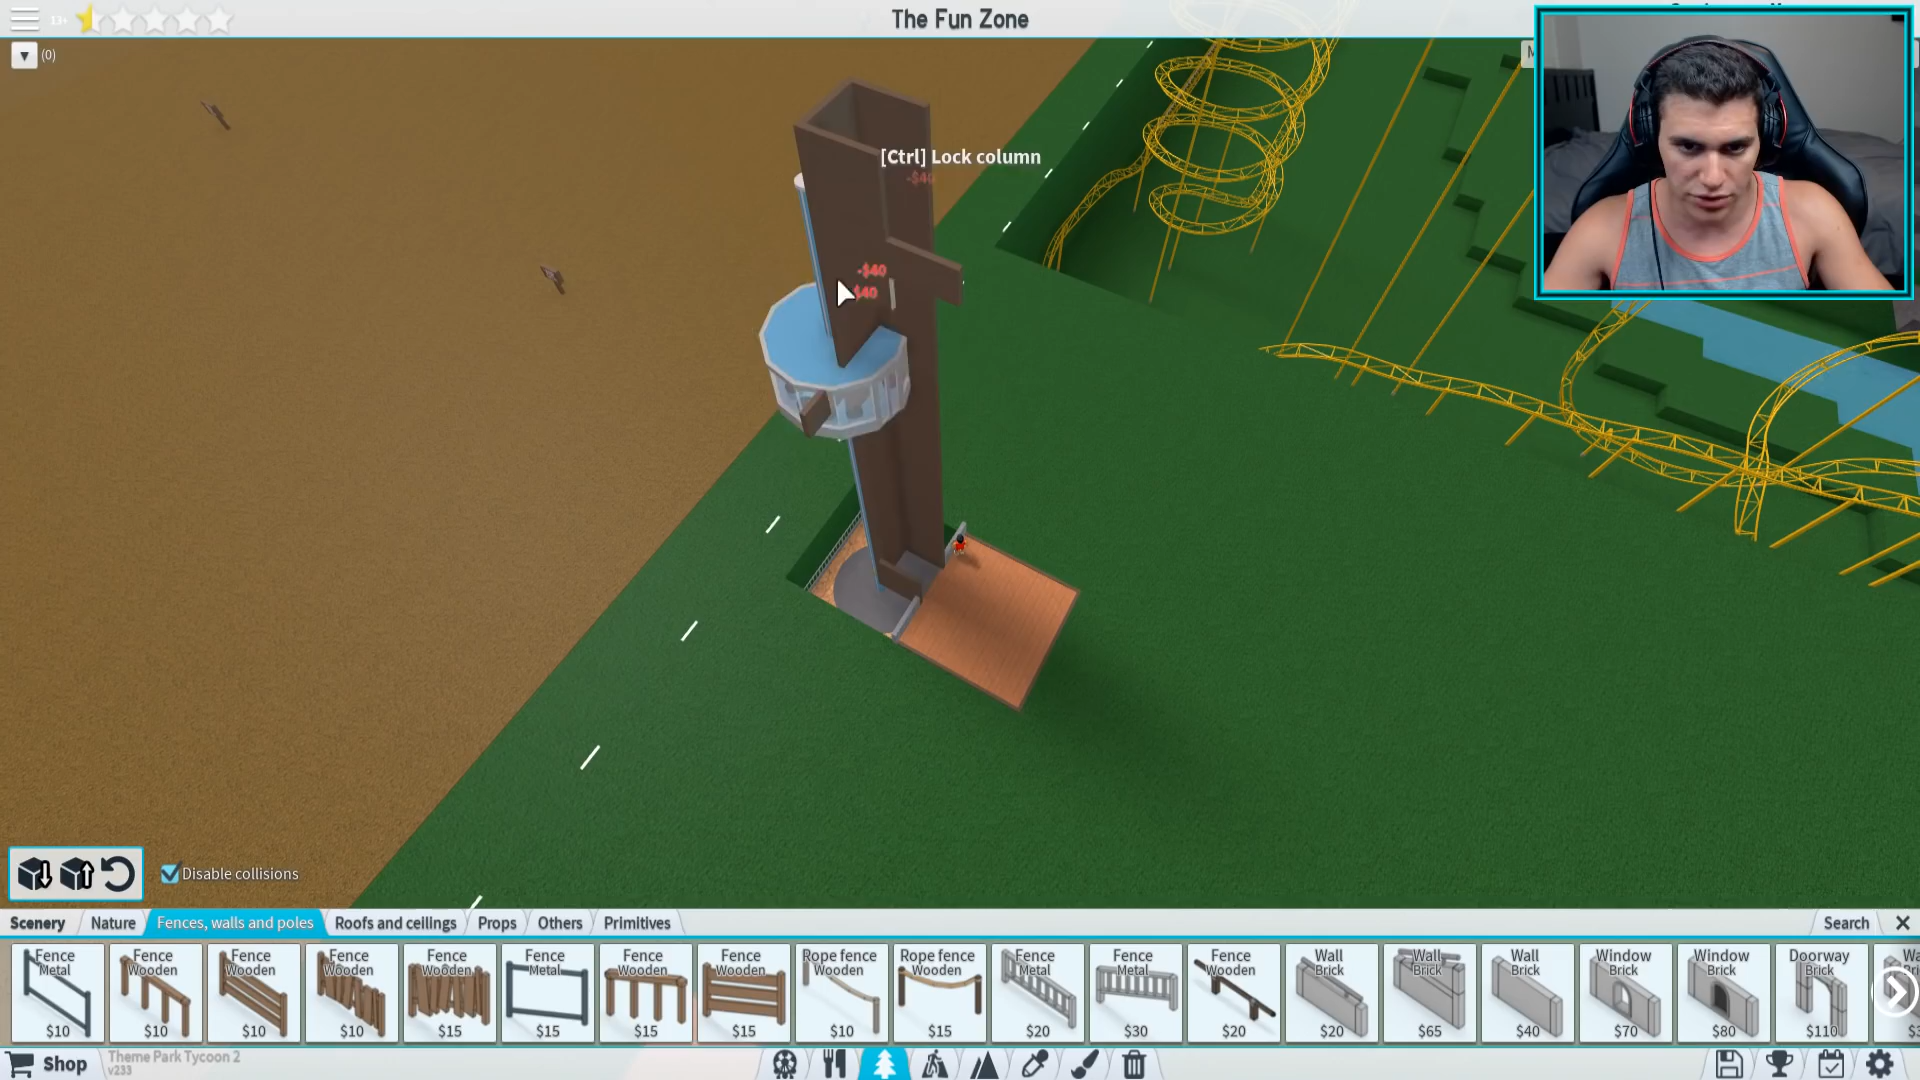 13+
The Fun Zone
▼ (0)
[Ctrl] Lock column
-$40
-$40
$40
Disable collisions
Scenery Nature Fences, walls and poles Roofs and ceilings Props Others Primitives Search ✕
Fence Metal $10
Fence Wooden $10
Fence Wooden $10
Fence Wooden $10
Fence Wooden $15
Fence Metal $15
Fence Wooden $15
Fence Wooden $15
Rope fence Wooden $10
Rope fence Wooden $15
Fence Metal $20
Fence Metal $30
Fence Wooden $20
Wall Brick $20
Wall Brick $65
Wall Brick $40
Window Brick $70
Window Brick $80
Doorway Brick $110
Shop
Theme Park Tycoon 2
v233